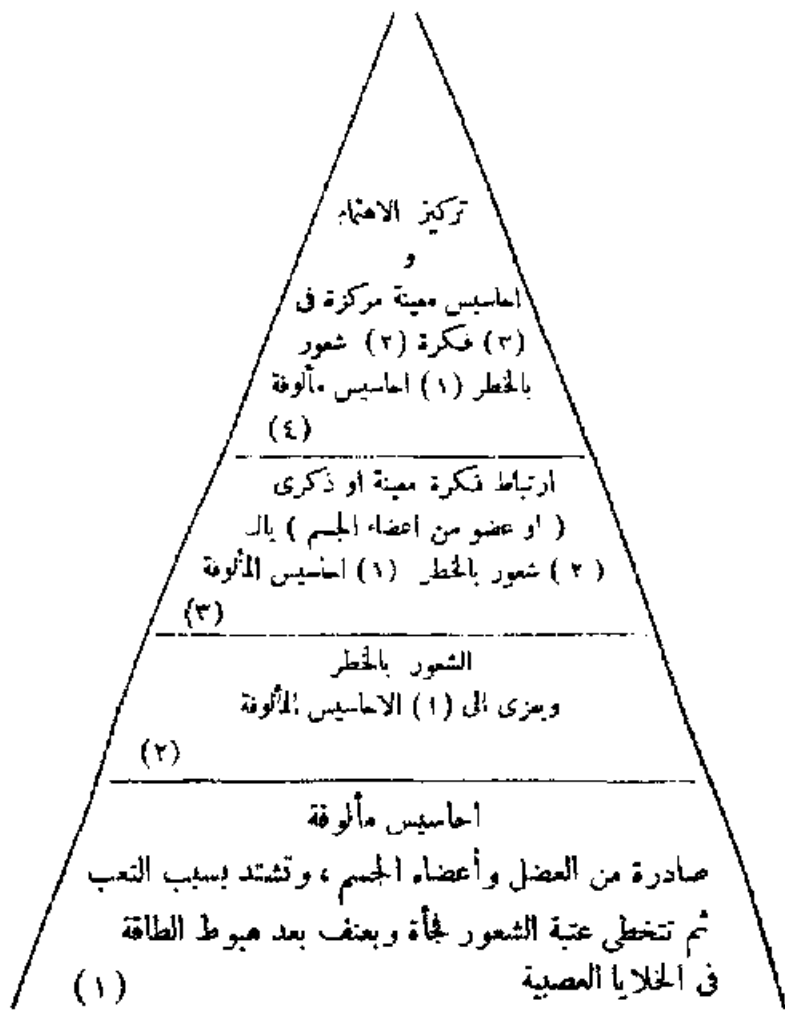 تركيز الاهتمام
و
احاسيس معينة مركزة فى
(٣) فكرة (٢) شعور
بالخطر (١) احاسيس مألوفة
(٤)
ارتباط فكرة معينة او ذكرى
( او عضو من اعضاء الجسم ) بالـ
( ٢ ) شعور بالخطر (١) احاسيس المألوفة
(٣)
الشعور بالخطر
ويعزى الى (١) الاحاسيس المألوفة
(٢)
احاسيس مألوفة
صادرة من العضل وأعضاء الجسم ، وتشتد بسبب التعب
ثم تتخطى عتبة الشعور فجأة وبعنف بعد هبوط الطاقة
فى الخلايا العصبية
(١)